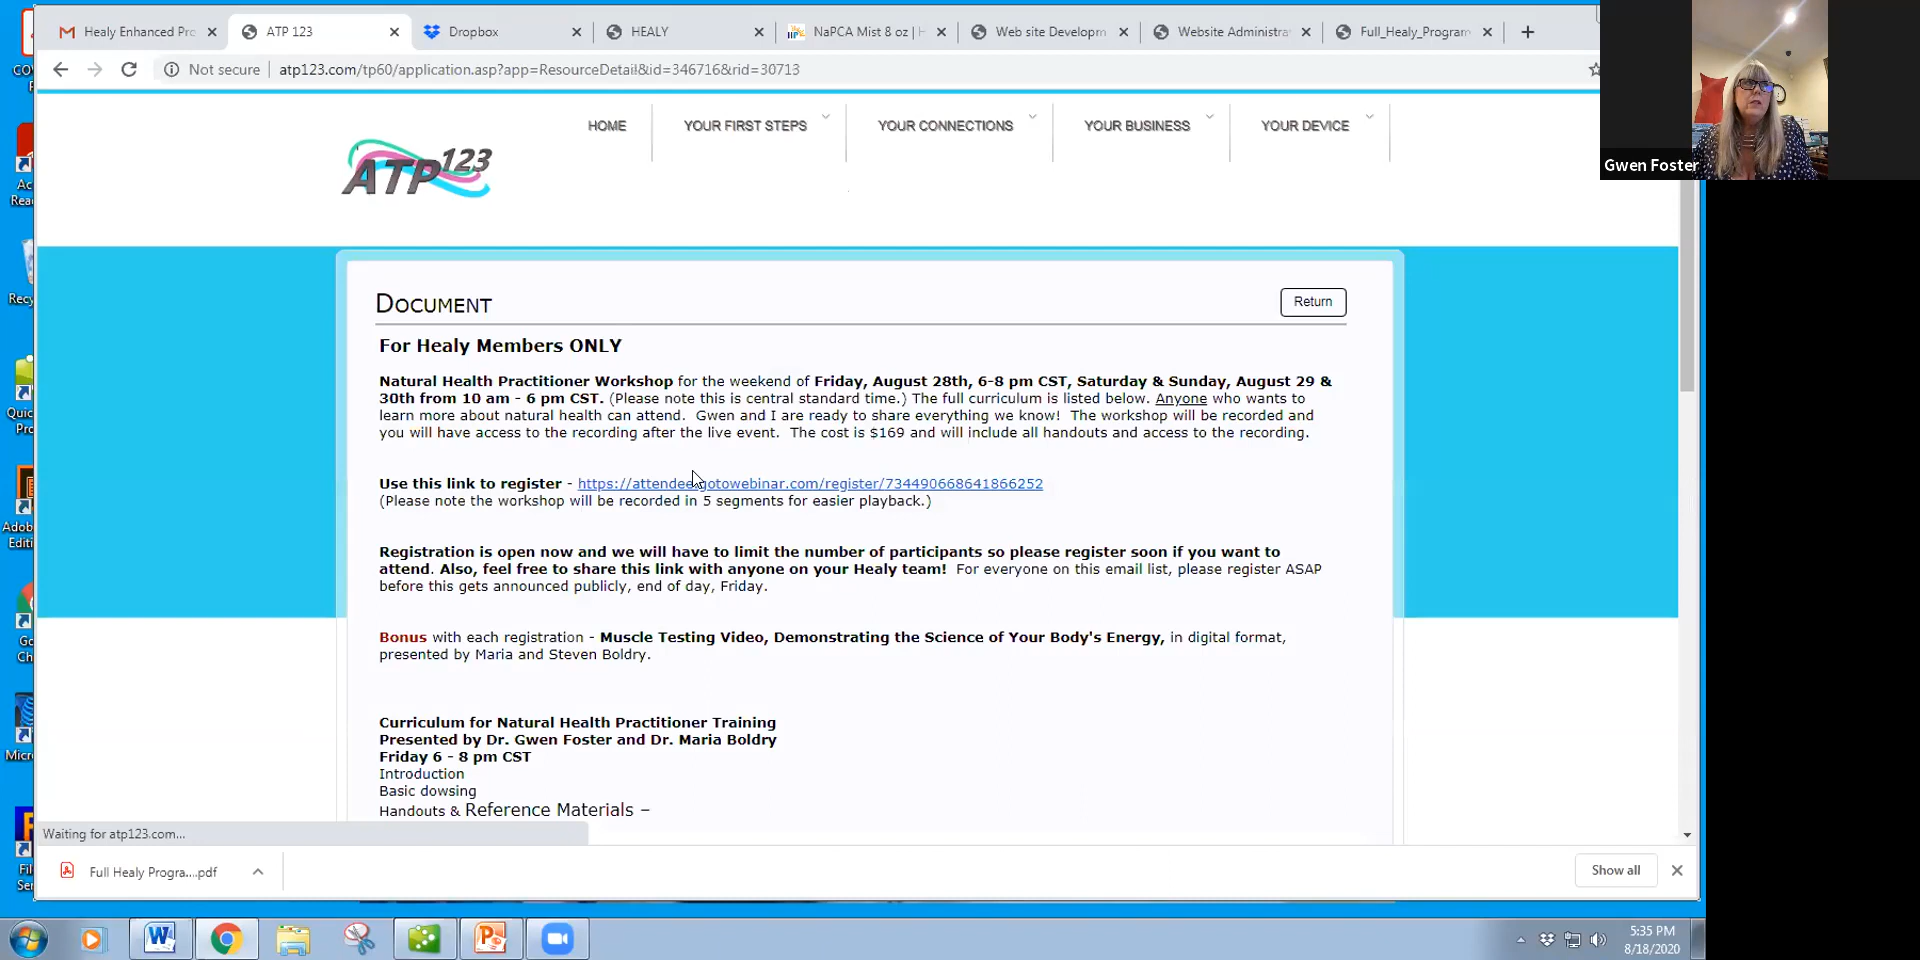 Healy Enhanced Pro
ATP 123
Dropbox
HEALY
NaPCA Mist 8 oz | H
Web site Developm
Website Administra
Full_Healy_Program
Not secure
atp123.com/tp60/application.asp?app=ResourceDetail&id=346716&rid=30713
Gwen Foster
ATP123
HOME
YOUR FIRST STEPS
YOUR CONNECTIONS
YOUR BUSINESS
YOUR DEVICE
DOCUMENT
Return
For Healy Members ONLY
Natural Health Practitioner Workshop for the weekend of Friday, August 28th, 6-8 pm CST, Saturday & Sunday, August 29 &
30th from 10 am - 6 pm CST. (Please note this is central standard time.) The full curriculum is listed below. Anyone who wants to
learn more about natural health can attend. Gwen and I are ready to share everything we know! The workshop will be recorded and
you will have access to the recording after the live event. The cost is $169 and will include all handouts and access to the recording.
Use this link to register - https://attendee.gotowebinar.com/register/734490668641866252
(Please note the workshop will be recorded in 5 segments for easier playback.)
Registration is open now and we will have to limit the number of participants so please register soon if you want to
attend. Also, feel free to share this link with anyone on your Healy team! For everyone on this email list, please register ASAP
before this gets announced publicly, end of day, Friday.
Bonus with each registration - Muscle Testing Video, Demonstrating the Science of Your Body's Energy, in digital format,
presented by Maria and Steven Boldry.
Curriculum for Natural Health Practitioner Training
Presented by Dr. Gwen Foster and Dr. Maria Boldry
Friday 6 - 8 pm CST
Introduction
Basic dowsing
Handouts & Reference Materials –
Waiting for atp123.com...
Full Healy Progra....pdf
Show all
5:35 PM
8/18/2020